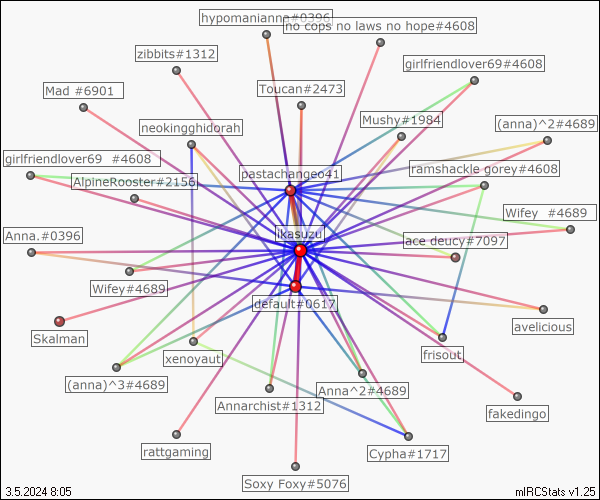 hypomanianna#0396
no cops no laws no hope#4608
zibbits#1312
girlfriendlover69#4608
Mad #6901
Toucan#2473
Mushy#1984
neokingghidorah
(anna)^2#4689
girlfriendlover69 #4608
pastachangeo41
ramshackle gorey#4608
AlpineRooster#2156
Wifey #4689
Anna.#0396
ikasuzu
ace deucy#7097
Wifey#4689
default#0617
avelicious
Skalman
xenoyaut
frisout
(anna)^3#4689
Anna^2#4689
Annarchist#1312
fakedingo
rattgaming
Cypha#1717
Soxy Foxy#5076
3.5.2024 8:05
mIRCStats v1.25